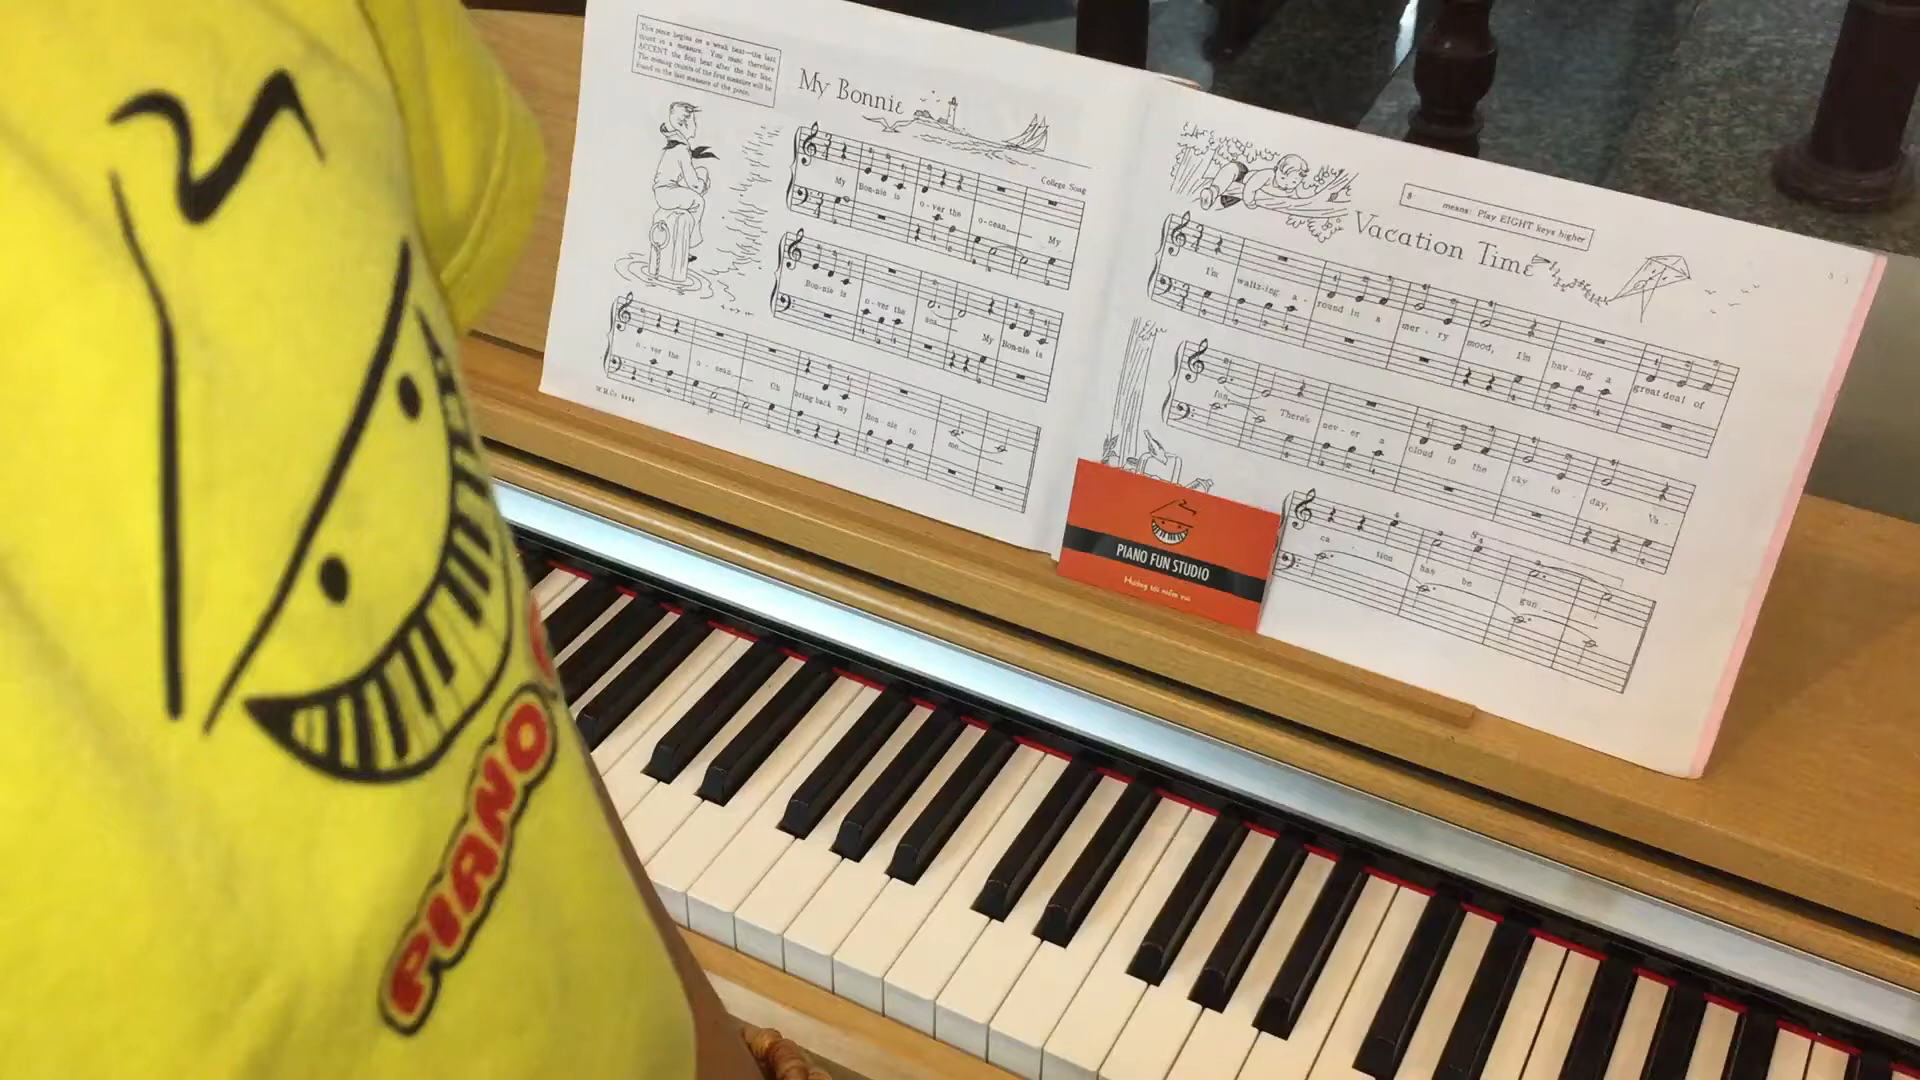 This piece begins on a weak beat—the last
count in a measure. You must therefore
ACCENT the first beat after the bar line.
The missing counts of the first measure will be
found in the last measure of the piece.
My Bonnie
College Song
My Bon-nie is o-ver the o-cean, My
Bon-nie is o-ver the sea, My Bon-nie is
o-ver the o-cean, Oh bring back my Bon-nie to me.
W.M.Co.
8 means: Play EIGHT keys higher
Vacation Time
I'm waltz-ing a-round in a mer-ry mood, I'm hav-ing a great deal of
fun, There's nev-er a cloud in the sky to-day, Va-
ca-tion has be-gun.
PIANO FUN STUDIO
Hướng tới niềm vui
PIANO